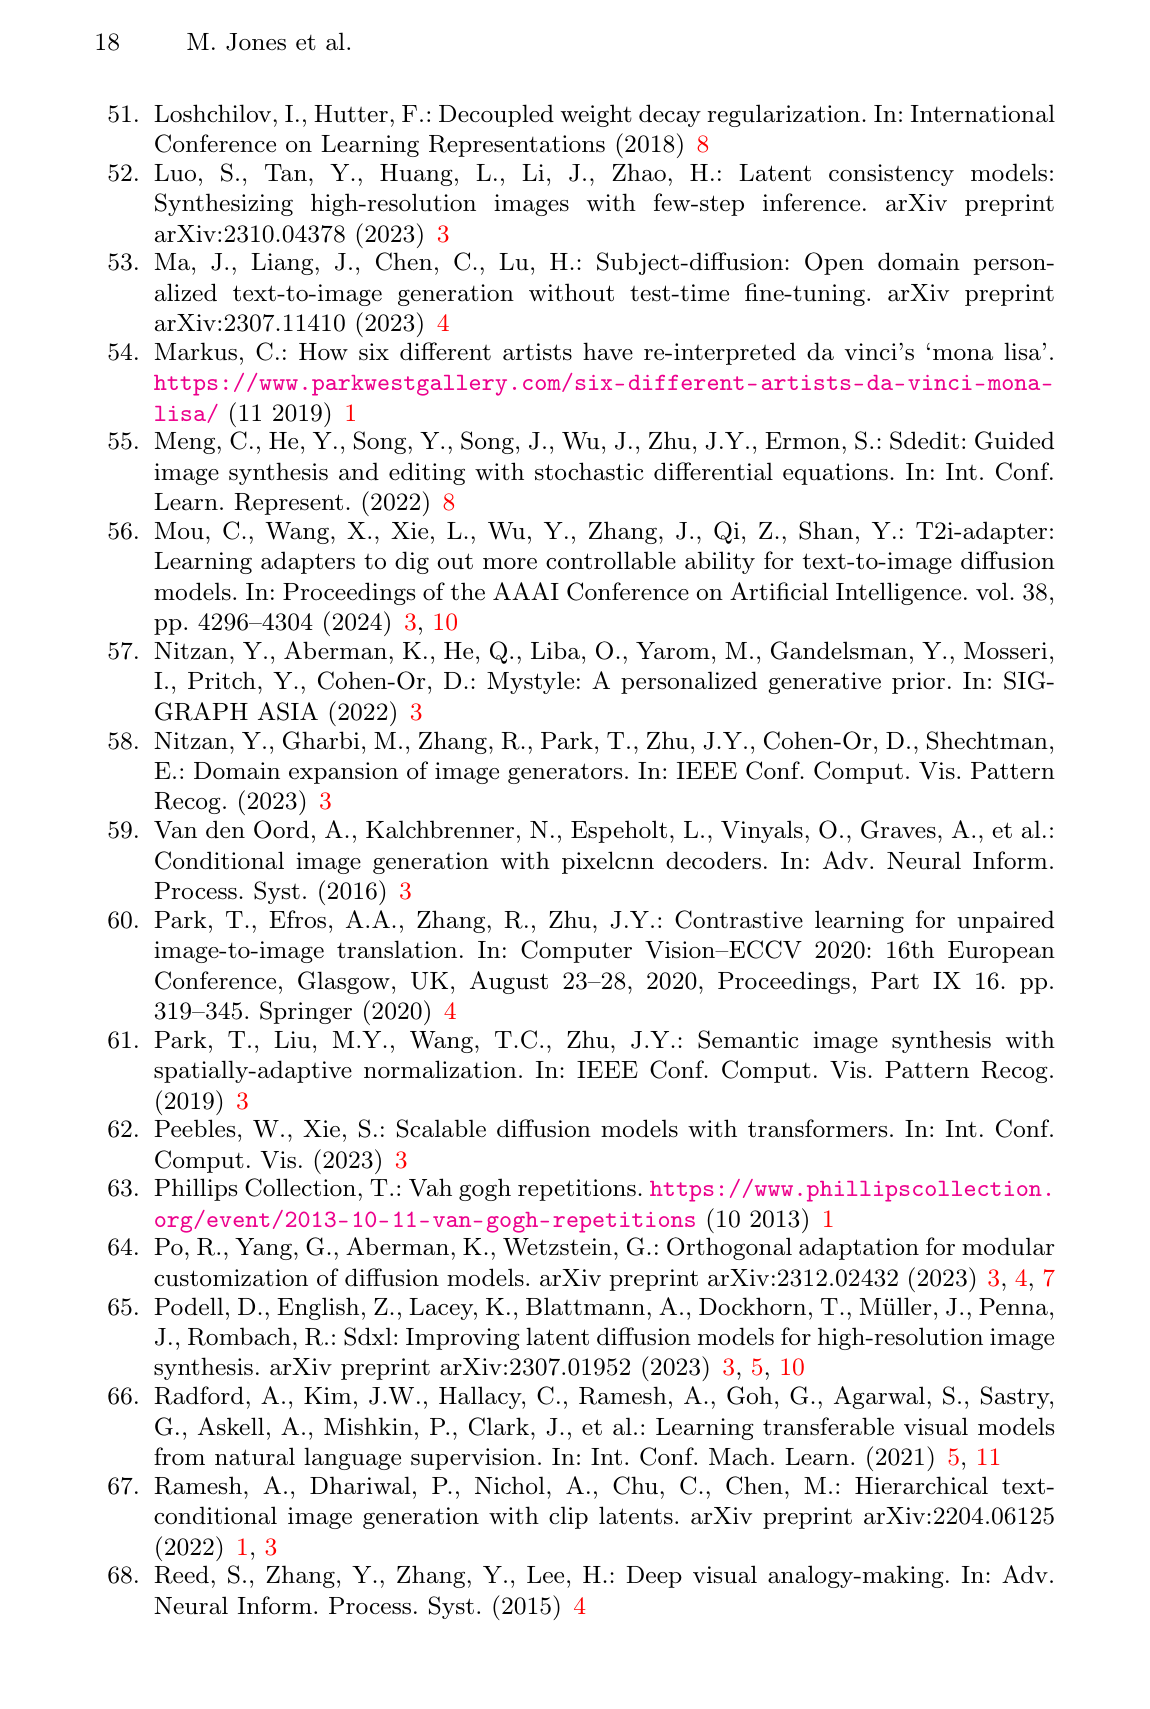 18 M. Jones et al.
51. Loshchilov, I., Hutter, F.: Decoupled weight decay regularization. In: International
Conference on Learning Representations (2018) 8
52. Luo, S., Tan, Y., Huang, L., Li, J., Zhao, H.: Latent consistency models:
Synthesizing high-resolution images with few-step inference. arXiv preprint
arXiv:2310.04378 (2023) 3
53. Ma, J., Liang, J., Chen, C., Lu, H.: Subject-diffusion: Open domain person-
alized text-to-image generation without test-time fine-tuning. arXiv preprint
arXiv:2307.11410 (2023) 4
54. Markus, C.: How six different artists have re-interpreted da vinci's ‘mona lisa’.
https://www.parkwestgallery.com/six-different-artists-da-vinci-mona-
lisa/ (11 2019) 1
55. Meng, C., He, Y., Song, Y., Song, J., Wu, J., Zhu, J.Y., Ermon, S.: Sdedit: Guided
image synthesis and editing with stochastic differential equations. In: Int. Conf.
Learn. Represent. (2022) 8
56. Mou, C., Wang, X., Xie, L., Wu, Y., Zhang, J., Qi, Z., Shan, Y.: T2i-adapter:
Learning adapters to dig out more controllable ability for text-to-image diffusion
models. In: Proceedings of the AAAI Conference on Artificial Intelligence. vol. 38,
pp. 4296–4304 (2024) 3, 10
57. Nitzan, Y., Aberman, K., He, Q., Liba, O., Yarom, M., Gandelsman, Y., Mosseri,
I., Pritch, Y., Cohen-Or, D.: Mystyle: A personalized generative prior. In: SIG-
GRAPH ASIA (2022) 3
58. Nitzan, Y., Gharbi, M., Zhang, R., Park, T., Zhu, J.Y., Cohen-Or, D., Shechtman,
E.: Domain expansion of image generators. In: IEEE Conf. Comput. Vis. Pattern
Recog. (2023) 3
59. Van den Oord, A., Kalchbrenner, N., Espeholt, L., Vinyals, O., Graves, A., et al.:
Conditional image generation with pixelcnn decoders. In: Adv. Neural Inform.
Process. Syst. (2016) 3
60. Park, T., Efros, A.A., Zhang, R., Zhu, J.Y.: Contrastive learning for unpaired
image-to-image translation. In: Computer Vision–ECCV 2020: 16th European
Conference, Glasgow, UK, August 23–28, 2020, Proceedings, Part IX 16. pp.
319–345. Springer (2020) 4
61. Park, T., Liu, M.Y., Wang, T.C., Zhu, J.Y.: Semantic image synthesis with
spatially-adaptive normalization. In: IEEE Conf. Comput. Vis. Pattern Recog.
(2019) 3
62. Peebles, W., Xie, S.: Scalable diffusion models with transformers. In: Int. Conf.
Comput. Vis. (2023) 3
63. Phillips Collection, T.: Vah gogh repetitions. https://www.phillipscollection.
org/event/2013-10-11-van-gogh-repetitions (10 2013) 1
64. Po, R., Yang, G., Aberman, K., Wetzstein, G.: Orthogonal adaptation for modular
customization of diffusion models. arXiv preprint arXiv:2312.02432 (2023) 3, 4, 7
65. Podell, D., English, Z., Lacey, K., Blattmann, A., Dockhorn, T., Müller, J., Penna,
J., Rombach, R.: Sdxl: Improving latent diffusion models for high-resolution image
synthesis. arXiv preprint arXiv:2307.01952 (2023) 3, 5, 10
66. Radford, A., Kim, J.W., Hallacy, C., Ramesh, A., Goh, G., Agarwal, S., Sastry,
G., Askell, A., Mishkin, P., Clark, J., et al.: Learning transferable visual models
from natural language supervision. In: Int. Conf. Mach. Learn. (2021) 5, 11
67. Ramesh, A., Dhariwal, P., Nichol, A., Chu, C., Chen, M.: Hierarchical text-
conditional image generation with clip latents. arXiv preprint arXiv:2204.06125
(2022) 1, 3
68. Reed, S., Zhang, Y., Zhang, Y., Lee, H.: Deep visual analogy-making. In: Adv.
Neural Inform. Process. Syst. (2015) 4